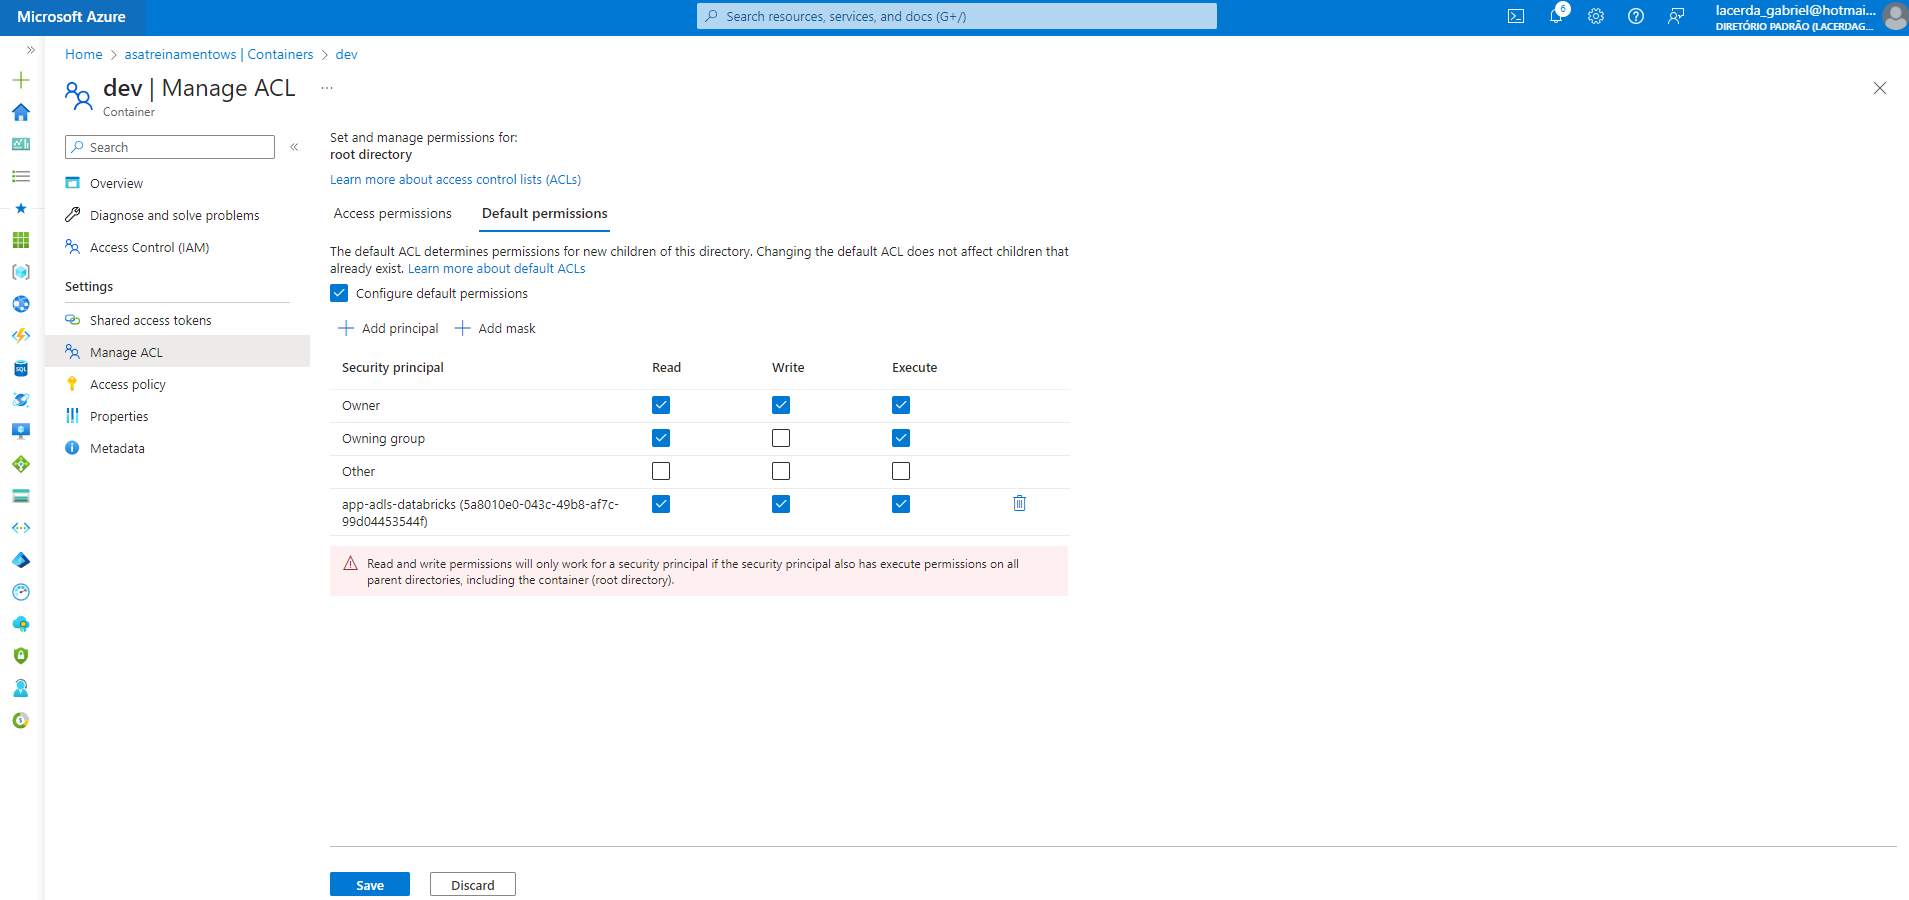 Microsoft Azure
Search resources, services, and docs (G+/)
6
lacerda_gabriel@hotmai...
DIRETÓRIO PADRÃO (LACERDAG...
Home > asatreinamentows | Containers > dev
dev | Manage ACL ...
Container
Search
«
Overview
Diagnose and solve problems
Access Control (IAM)
Settings
Shared access tokens
Manage ACL
Access policy
Properties
Metadata
Set and manage permissions for:
root directory
Learn more about access control lists (ACLs)
Access permissions Default permissions
The default ACL determines permissions for new children of this directory. Changing the default ACL does not affect children that
already exist. Learn more about default ACLs
Configure default permissions
Add principal Add mask
Security principal Read Write Execute
Owner
Owning group
Other
app-adls-databricks (5a8010e0-043c-49b8-af7c-
99d04453544f)
Read and write permissions will only work for a security principal if the security principal also has execute permissions on all
parent directories, including the container (root directory).
Save Discard